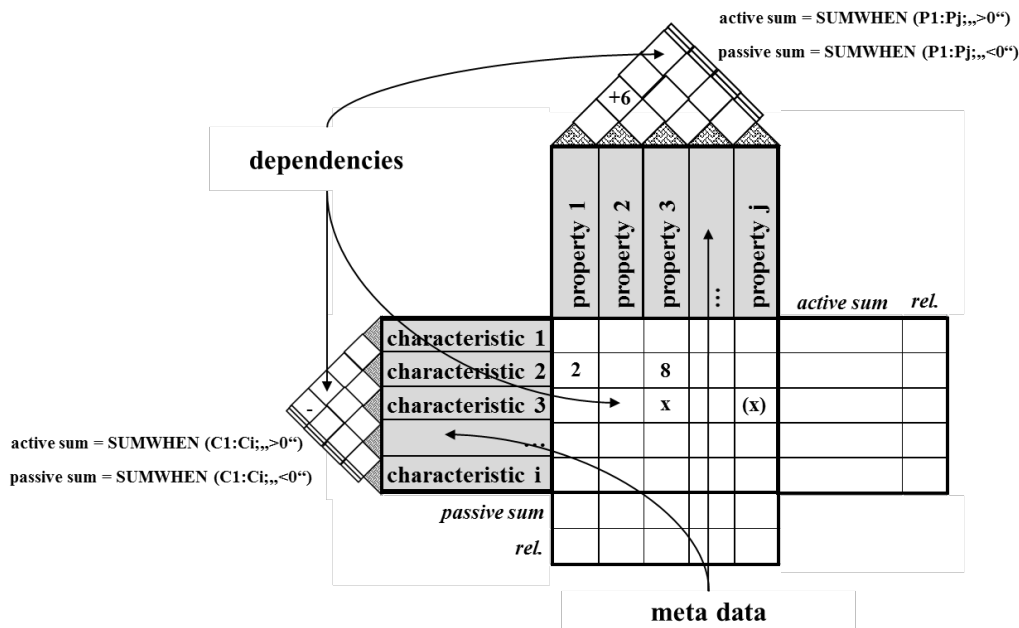 active sum = SUMWHEN (P1:Pj;„>0“)
passive sum = SUMWHEN (P1:Pj;„<0“)
+6
dependencies
property 1
property 2
property 3
...
property j
active sum
rel.
characteristic 1
characteristic 2
2
8
characteristic 3
x
(x)
-
...
characteristic i
active sum = SUMWHEN (C1:Ci;„>0“)
passive sum = SUMWHEN (C1:Ci;„<0“)
passive sum
rel.
meta data